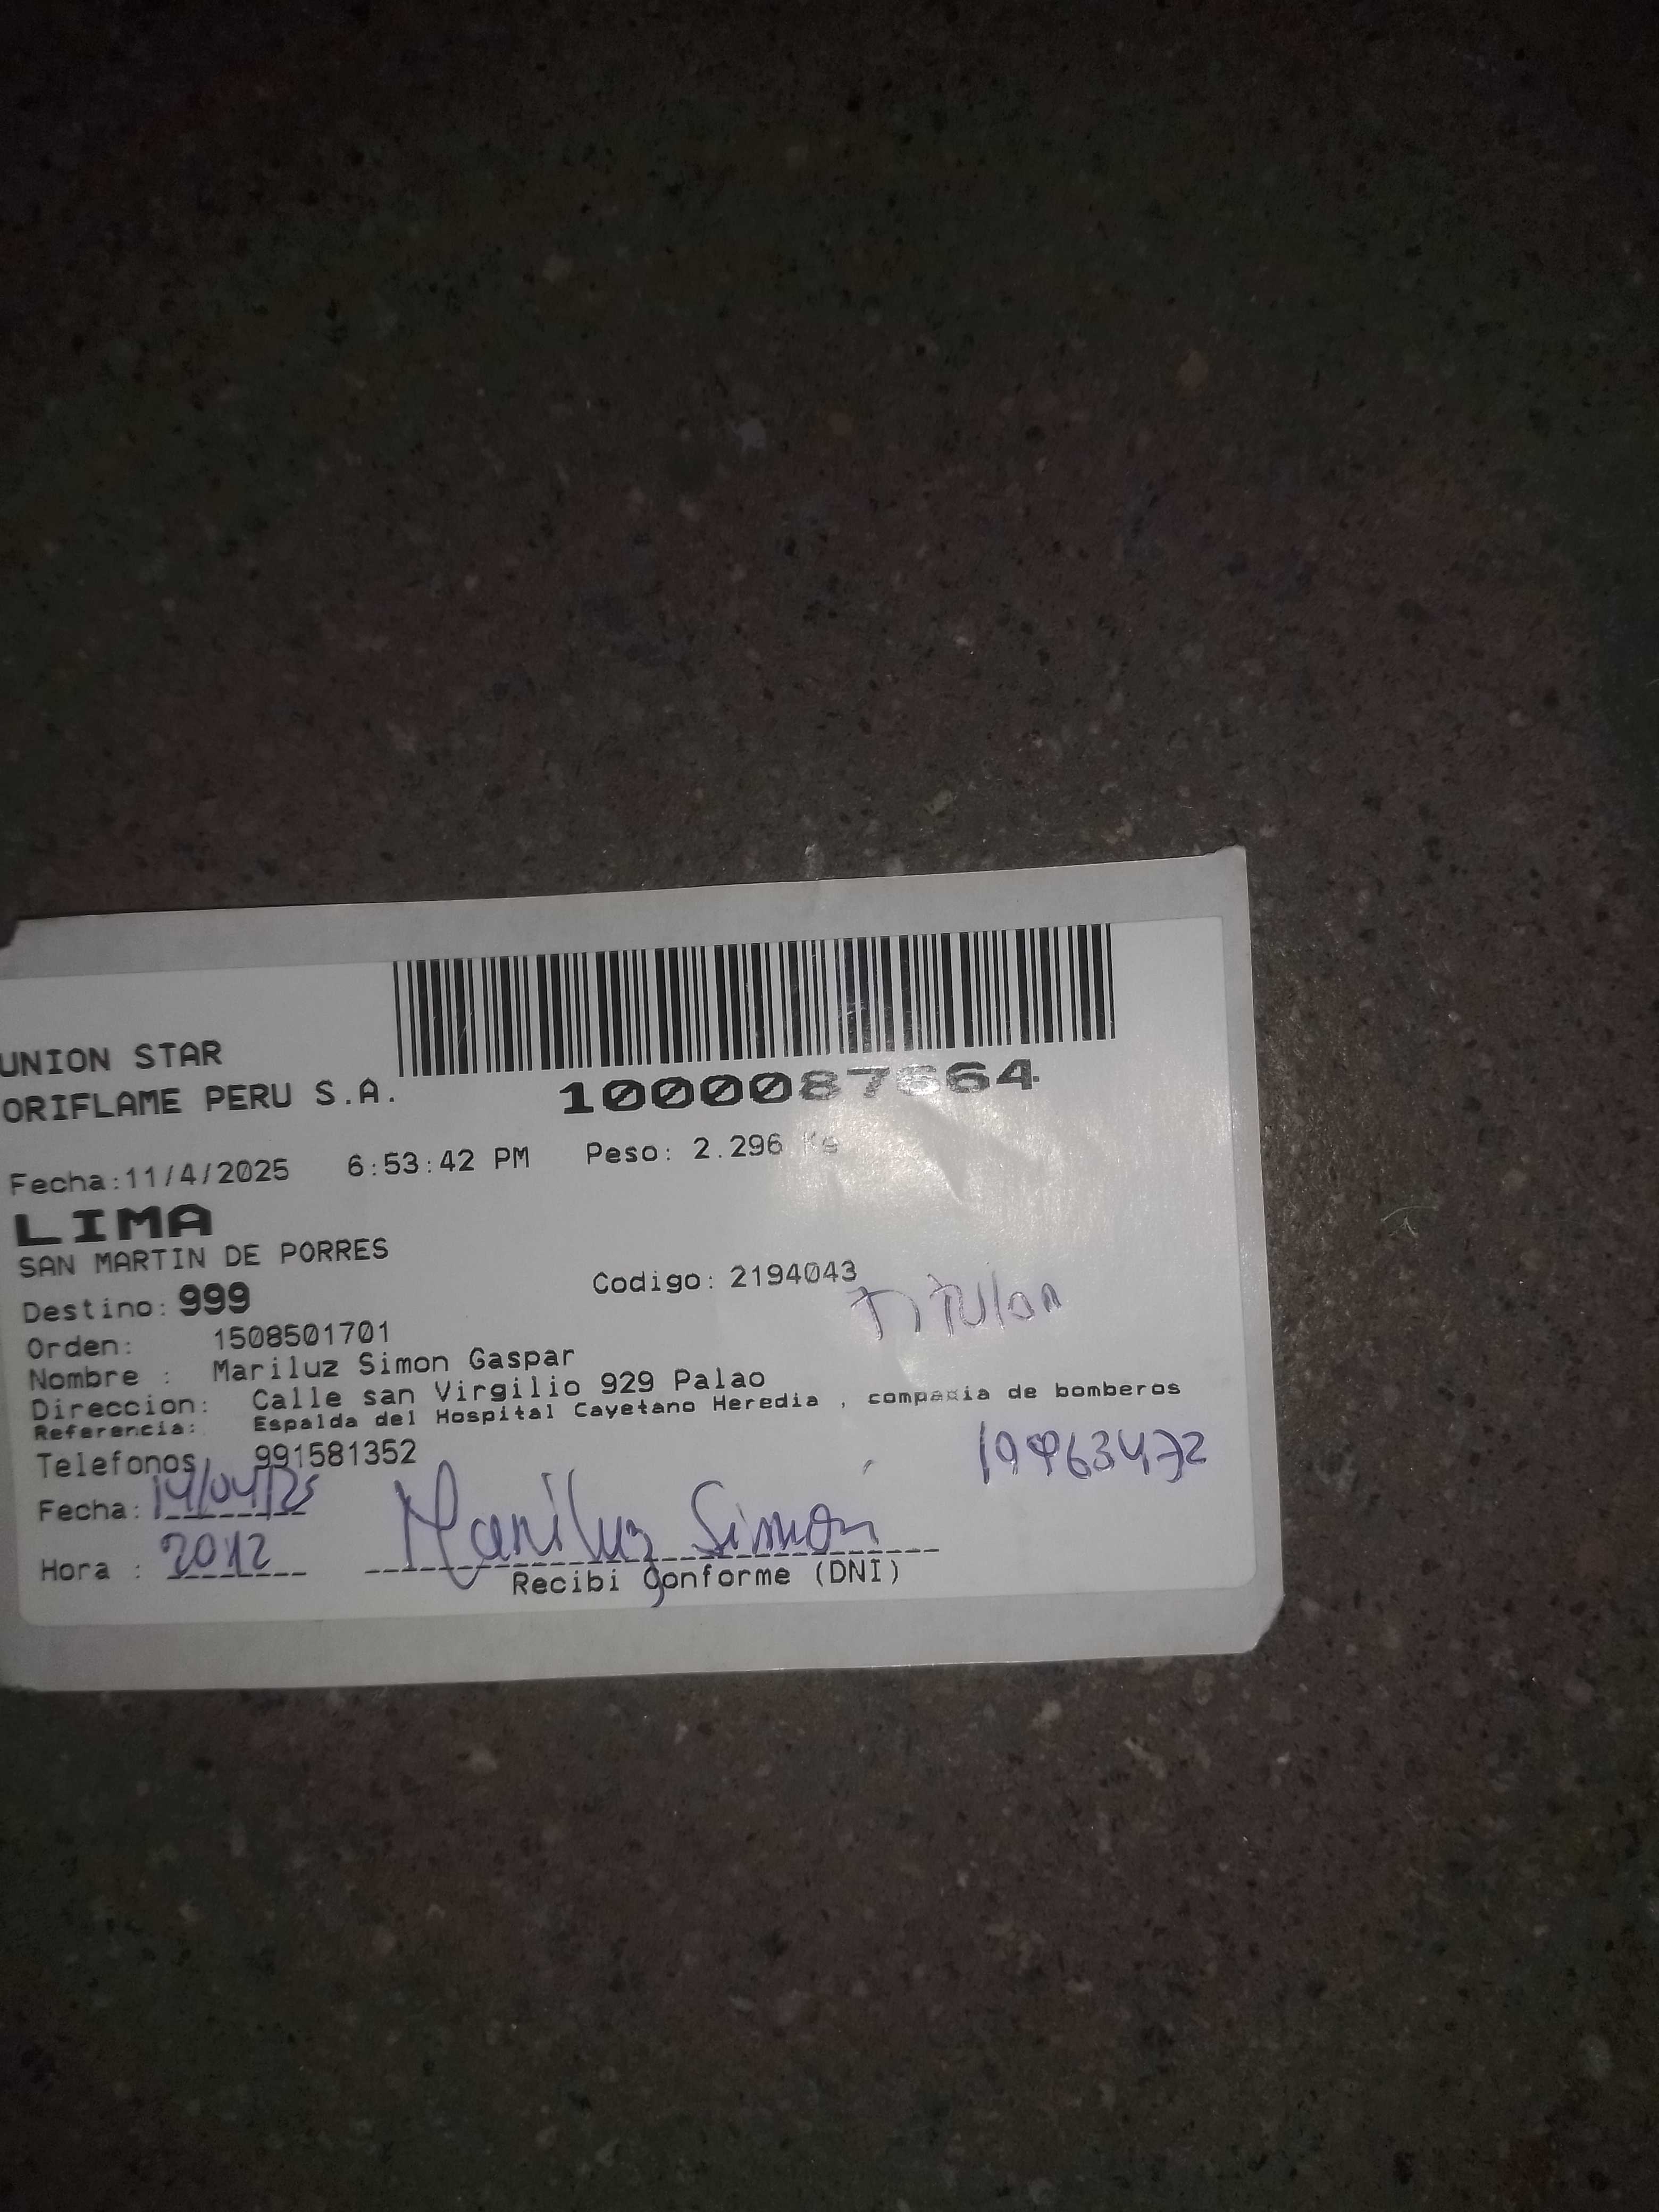 UNION STAR
ORIFLAME PERU S.A.
Fecha:11/4/2025 6:53:42 PM Peso: 2.296 Kg
LIMA
SAN MARTIN DE PORRES
Destino: 999 Codigo: 2194043
Titular
Orden: 1508501701
Nombre : Mariluz Simon Gaspar
Direccion: Calle san Virgilio 929 Palao
Referencia: Espalda del Hospital Cayetano Heredia , de bomberos
Telefonos 991581352
Fecha: 14/04/25
Hora : 2012 Mariluz Simon
Recibi Conforme (DNI)